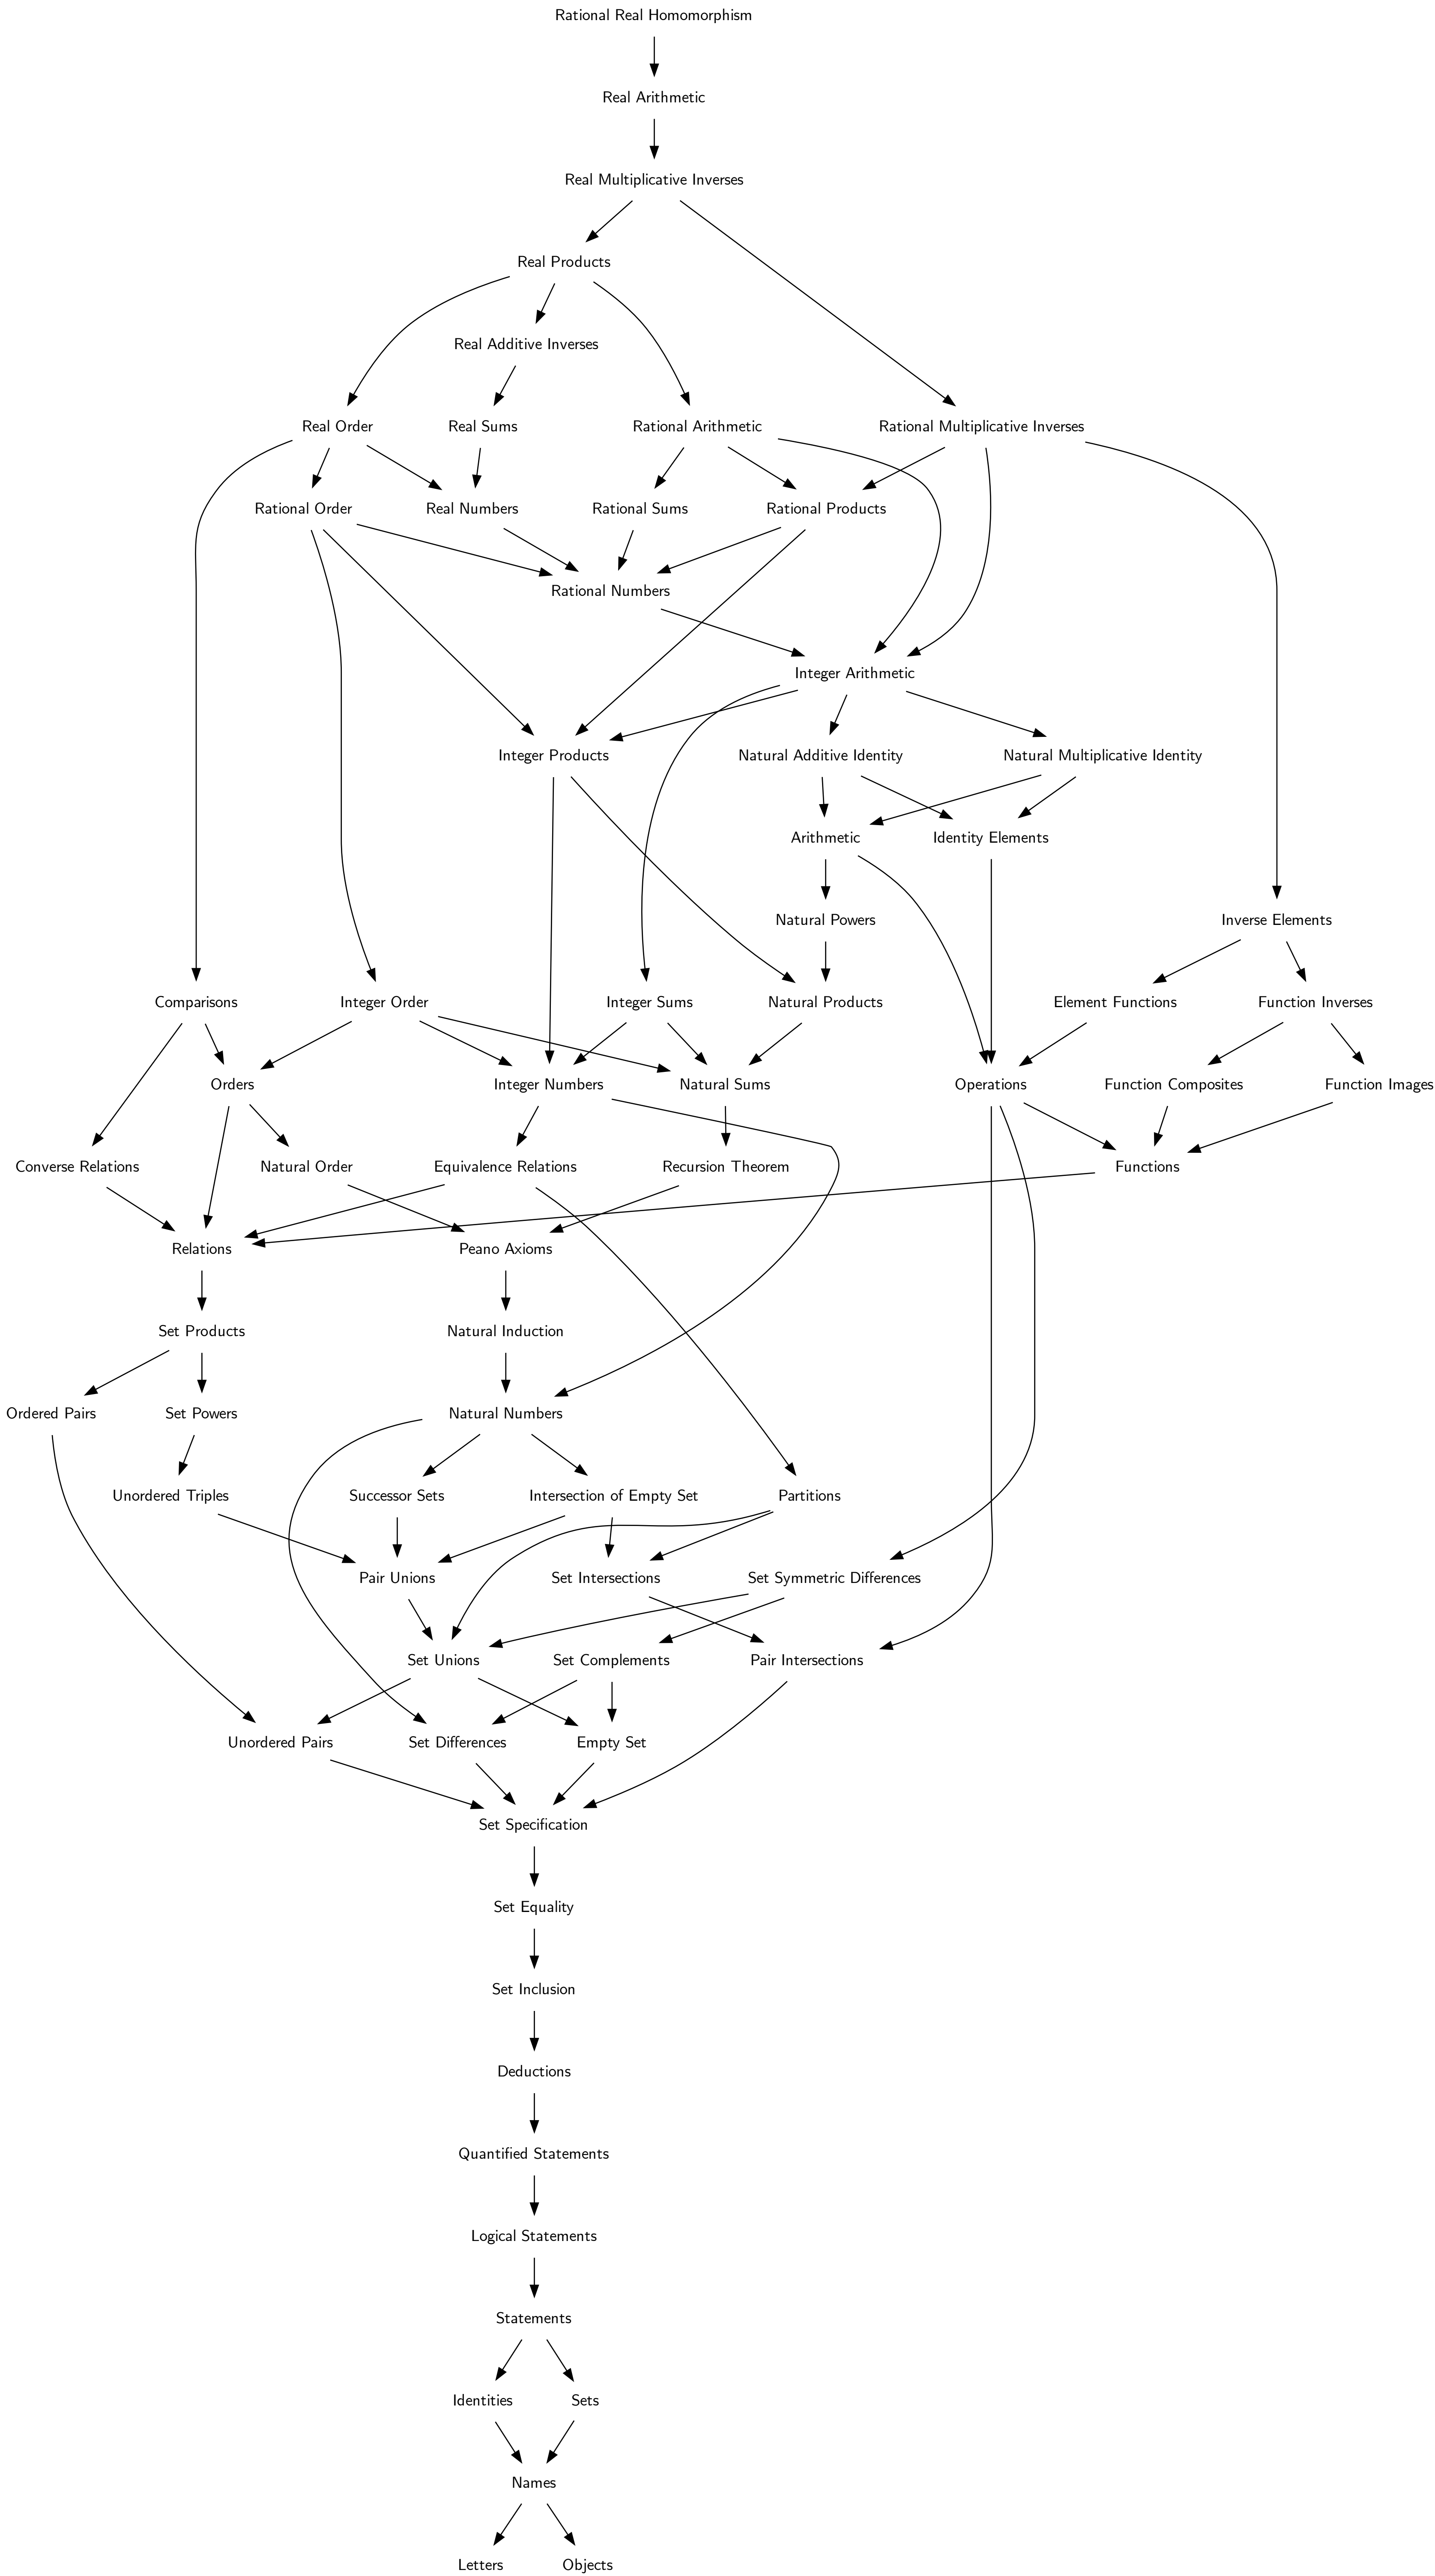 Rational Real Homomorphism
Real Arithmetic
Real Multiplicative Inverses
Real Products
Real Additive Inverses
Real Order
Real Sums
Rational Arithmetic
Rational Multiplicative Inverses
Rational Order
Real Numbers
Rational Sums
Rational Products
Rational Numbers
Integer Arithmetic
Integer Products
Natural Additive Identity
Natural Multiplicative Identity
Arithmetic
Identity Elements
Natural Powers
Inverse Elements
Comparisons
Integer Order
Integer Sums
Natural Products
Element Functions
Function Inverses
Orders
Integer Numbers
Natural Sums
Operations
Function Composites
Function Images
Converse Relations
Natural Order
Equivalence Relations
Recursion Theorem
Functions
Relations
Peano Axioms
Set Products
Natural Induction
Ordered Pairs
Set Powers
Natural Numbers
Unordered Triples
Successor Sets
Intersection of Empty Set
Partitions
Pair Unions
Set Intersections
Set Symmetric Differences
Set Unions
Set Complements
Pair Intersections
Unordered Pairs
Set Differences
Empty Set
Set Specification
Set Equality
Set Inclusion
Deductions
Quantified Statements
Logical Statements
Statements
Identities
Sets
Names
Letters
Objects